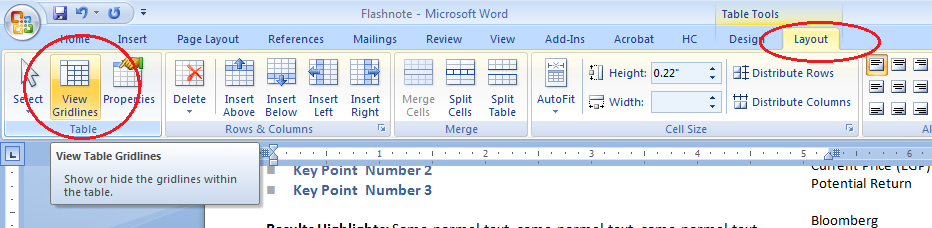 Flashnote - Microsoft Word
Table Tools
Home Insert Page Layout References Mailings Review View Add-Ins Acrobat HC Design Layout
Select
View Gridlines
Properties
Delete
Insert Above
Insert Below
Insert Left
Insert Right
Merge Cells
Split Cells
Split Table
AutoFit
Height: 0.22"
Width:
Distribute Rows
Distribute Columns
Table
Rows & Columns
Merge
Cell Size
Al
View Table Gridlines
Show or hide the gridlines within
the table.
1 2 3 4 5 6
Key Point Number 2
Key Point Number 3
Current Price (EGP)
Potential Return
Results Highlights: Some normal text, some normal text, some normal text
Bloomberg